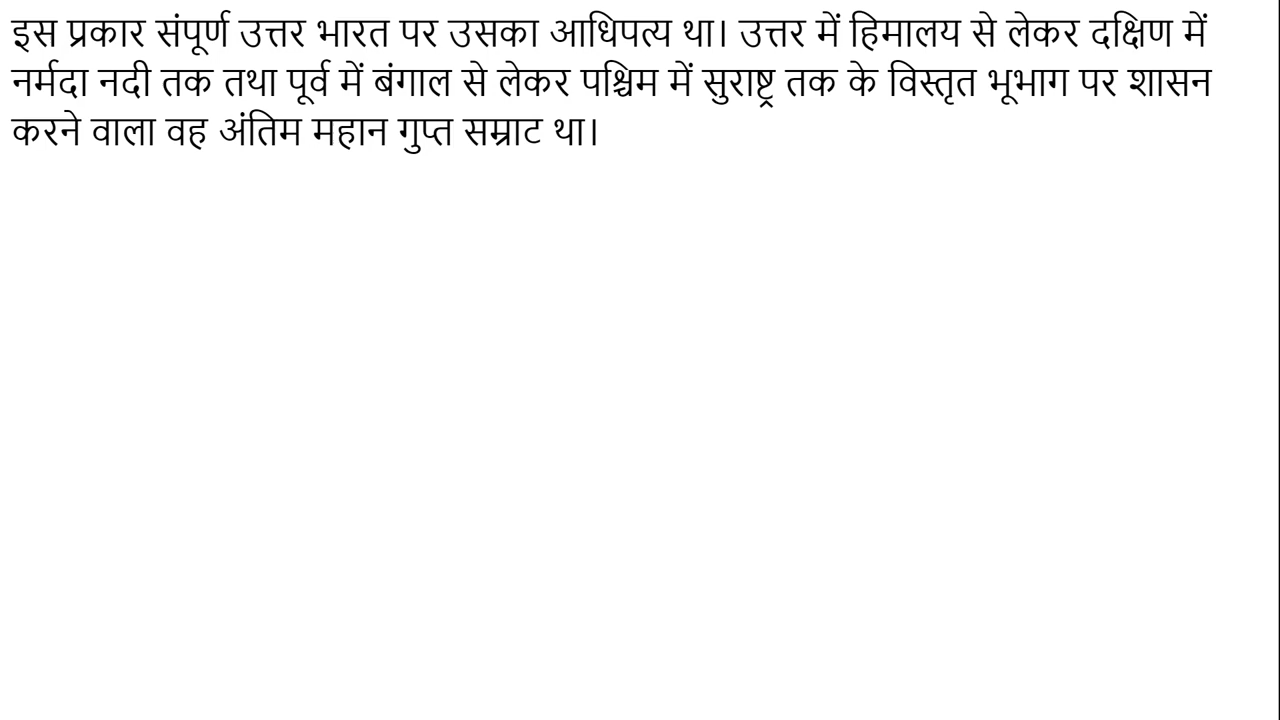 इस प्रकार संपूर्ण उत्तर भारत पर उसका आधिपत्य था। उत्तर में हिमालय से लेकर दक्षिण में
नर्मदा नदी तक तथा पूर्व में बंगाल से लेकर पश्चिम में सुराष्ट्र तक के विस्तृत भूभाग पर शासन
करने वाला वह अंतिम महान गुप्त सम्राट था।